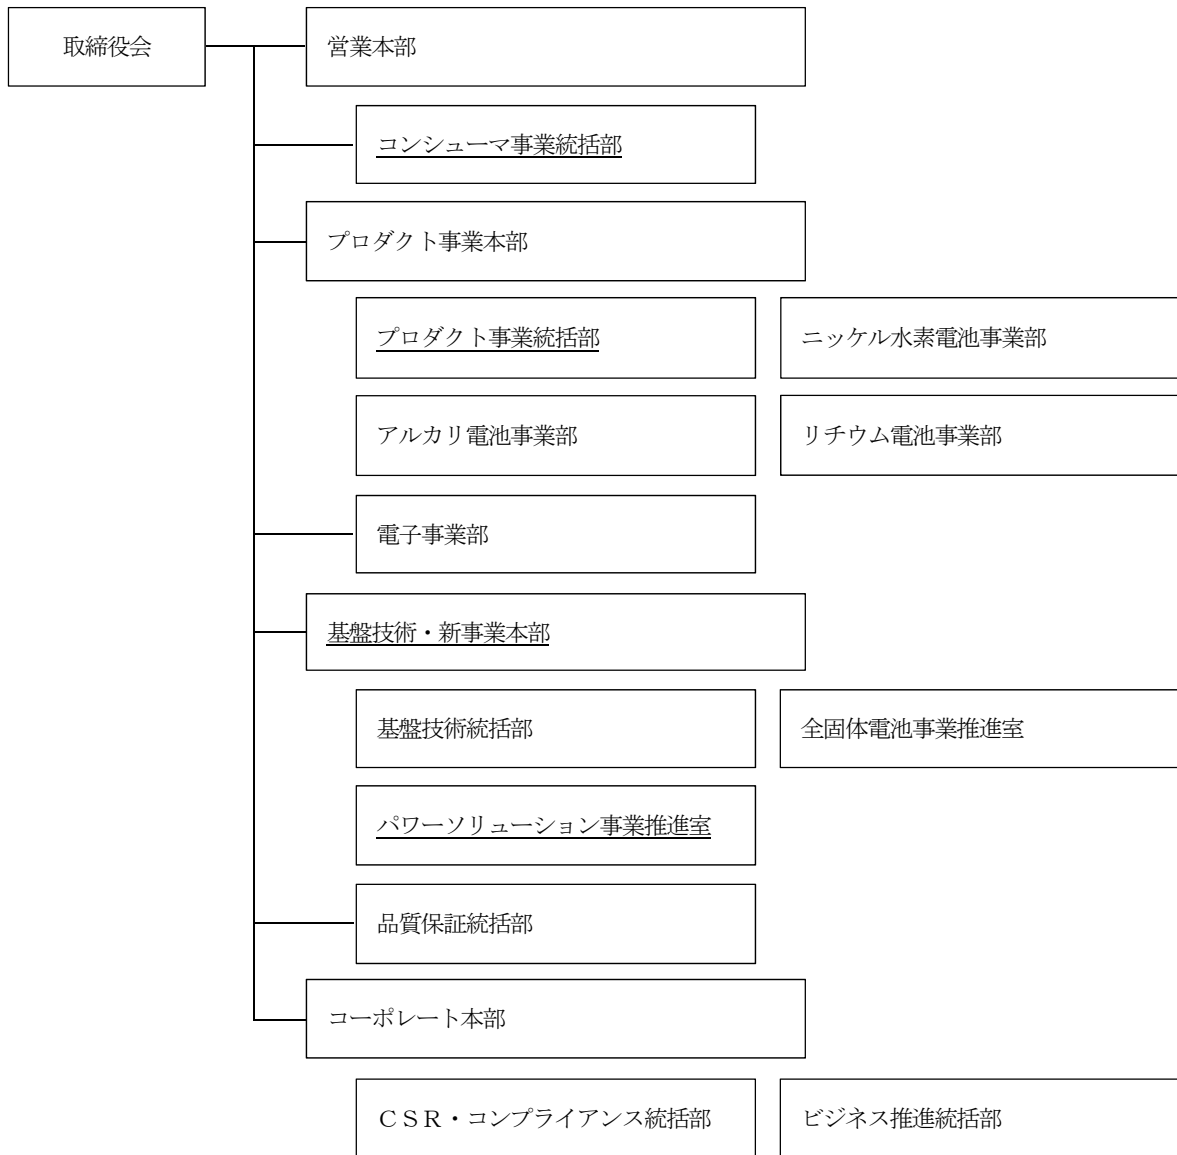 取締役会
営業本部
コンシューマ事業統括部
プロダクト事業本部
プロダクト事業統括部
ニッケル水素電池事業部
アルカリ電池事業部
リチウム電池事業部
電子事業部
基盤技術・新事業本部
基盤技術統括部
全固体電池事業推進室
パワーソリューション事業推進室
品質保証統括部
コーポレート本部
ＣＳＲ・コンプライアンス統括部
ビジネス推進統括部